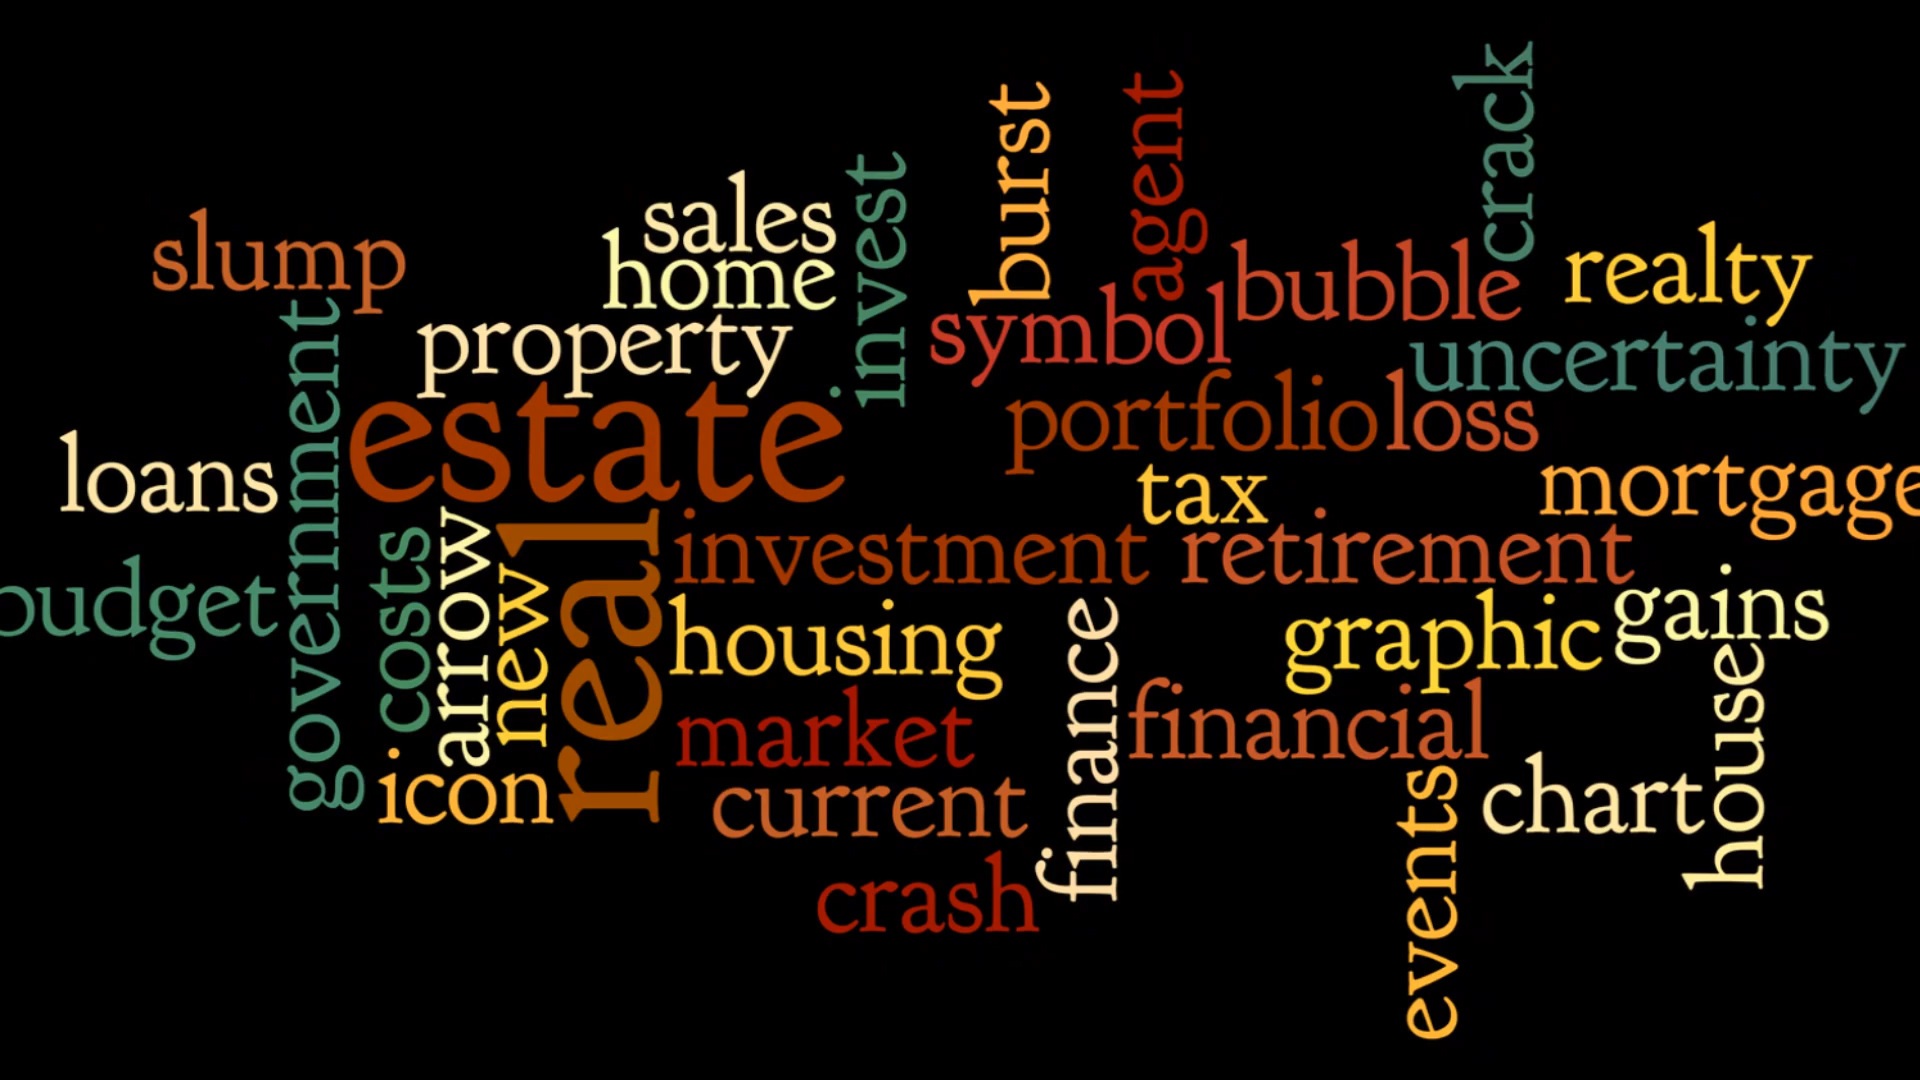 crack
agent
burst
invest
sales
slump
home
bubble
realty
symbol
property
uncertainty
government
estate
portfolio
loss
loans
tax
mortgage
costs
arrow
new
real
investment
retirement
budget
housing
graphic
gains
finance
house
market
financial
icon
current
chart
events
crash